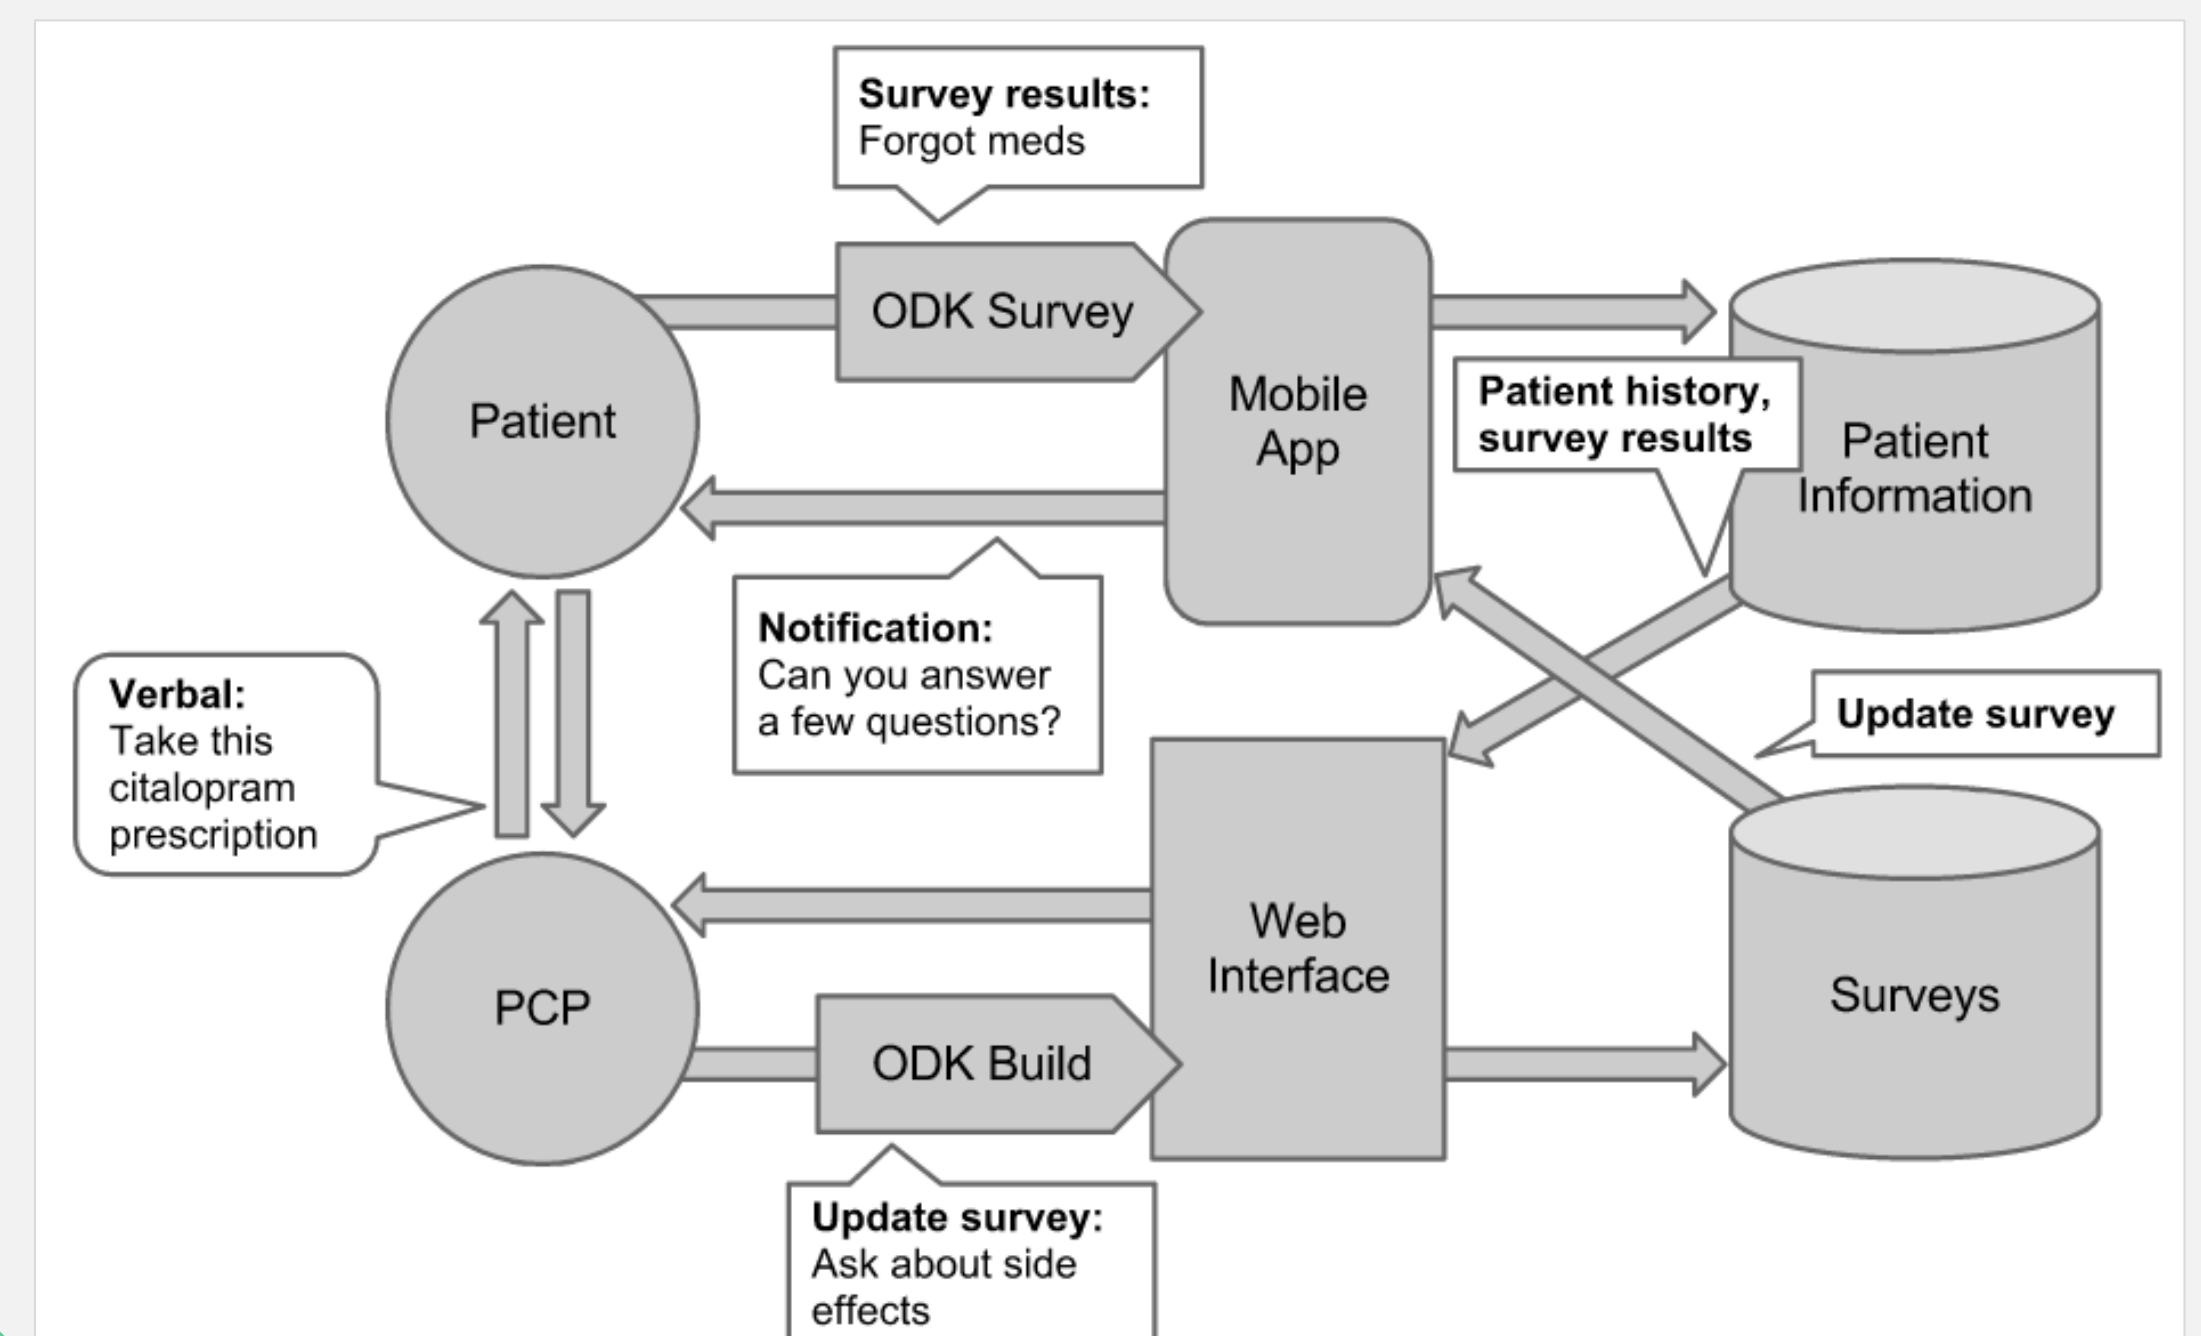 Survey results:
Forgot meds
ODK Survey
Mobile
App
Patient
Patient history,
survey results
Patient
Information
Notification:
Can you answer
a few questions?
Verbal:
Take this
citalopram
prescription
Update survey
Web
Interface
Surveys
PCP
ODK Build
Update survey:
Ask about side
effects